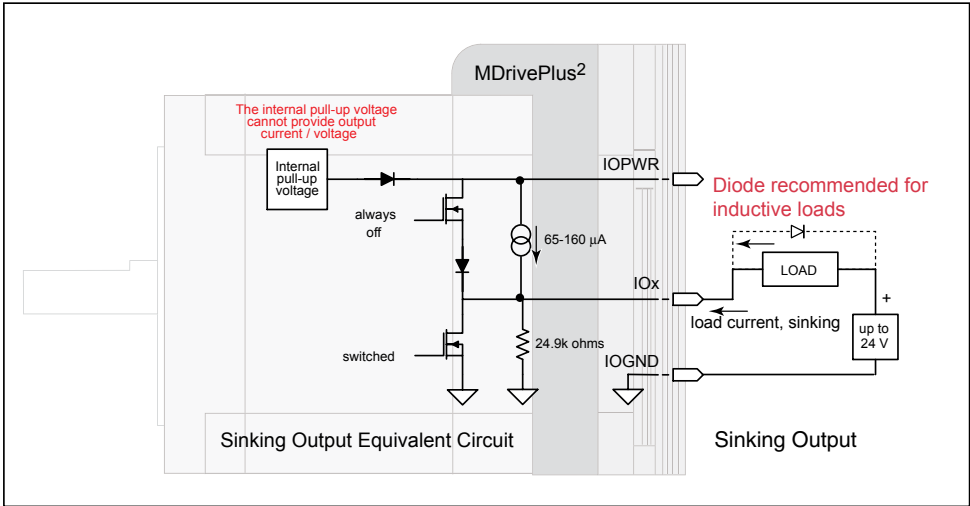 MDrivePlus²
The internal pull-up voltage
cannot provide output
current / voltage
Internal
pull-up
voltage
IOPWR
Diode recommended for
inductive loads
always
off
65-160 µA
LOAD
IOx
load current, sinking
+
up to
24 V
switched
24.9k ohms
IOGND
Sinking Output Equivalent Circuit
Sinking Output